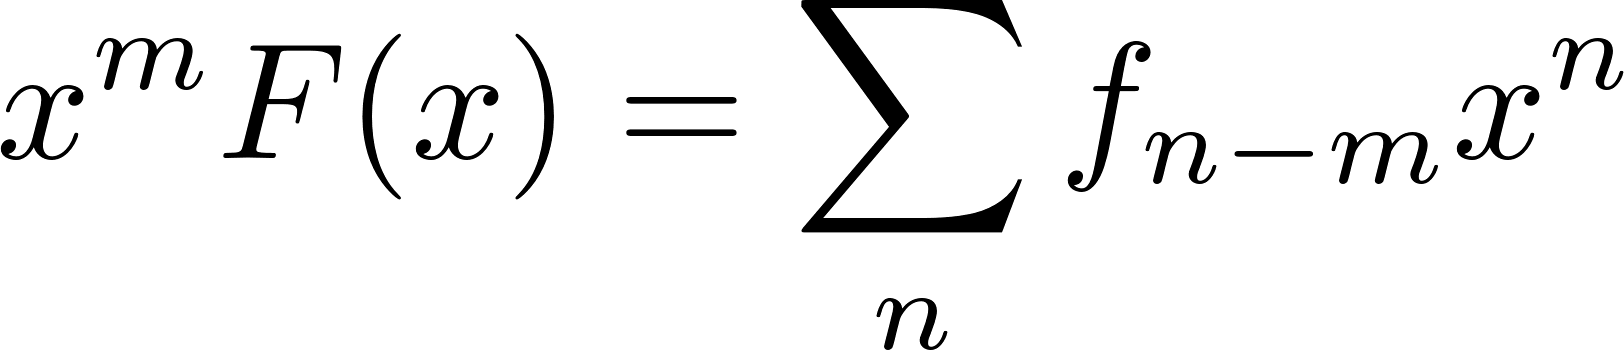 x^m F(x) = \sum_n f_{n-m} x^n